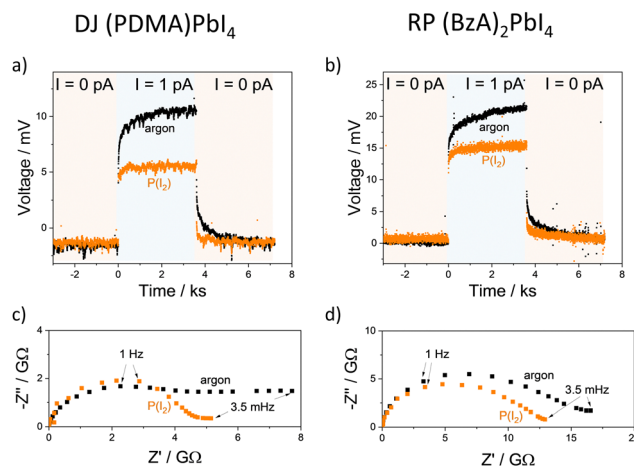 DJ (PDMA)PbI₄
RP (BzA)₂PbI₄
a)
I = 0 pA
I = 1 pA
I = 0 pA
10
5
0
Voltage / mV
argon
P(I₂)
-2
0
2
4
6
8
Time / ks
b)
I = 0 pA
I = 1 pA
I = 0 pA
25
20
15
10
5
0
Voltage / mV
argon
P(I₂)
-2
0
2
4
6
8
Time / ks
c)
4
2
0
-Z" / GΩ
1 Hz
argon
P(I₂)
3.5 mHz
0
2
4
6
8
Z' / GΩ
d)
10
5
0
-Z" / GΩ
1 Hz
argon
P(I₂)
3.5 mHz
0
5
10
15
20
Z' / GΩ